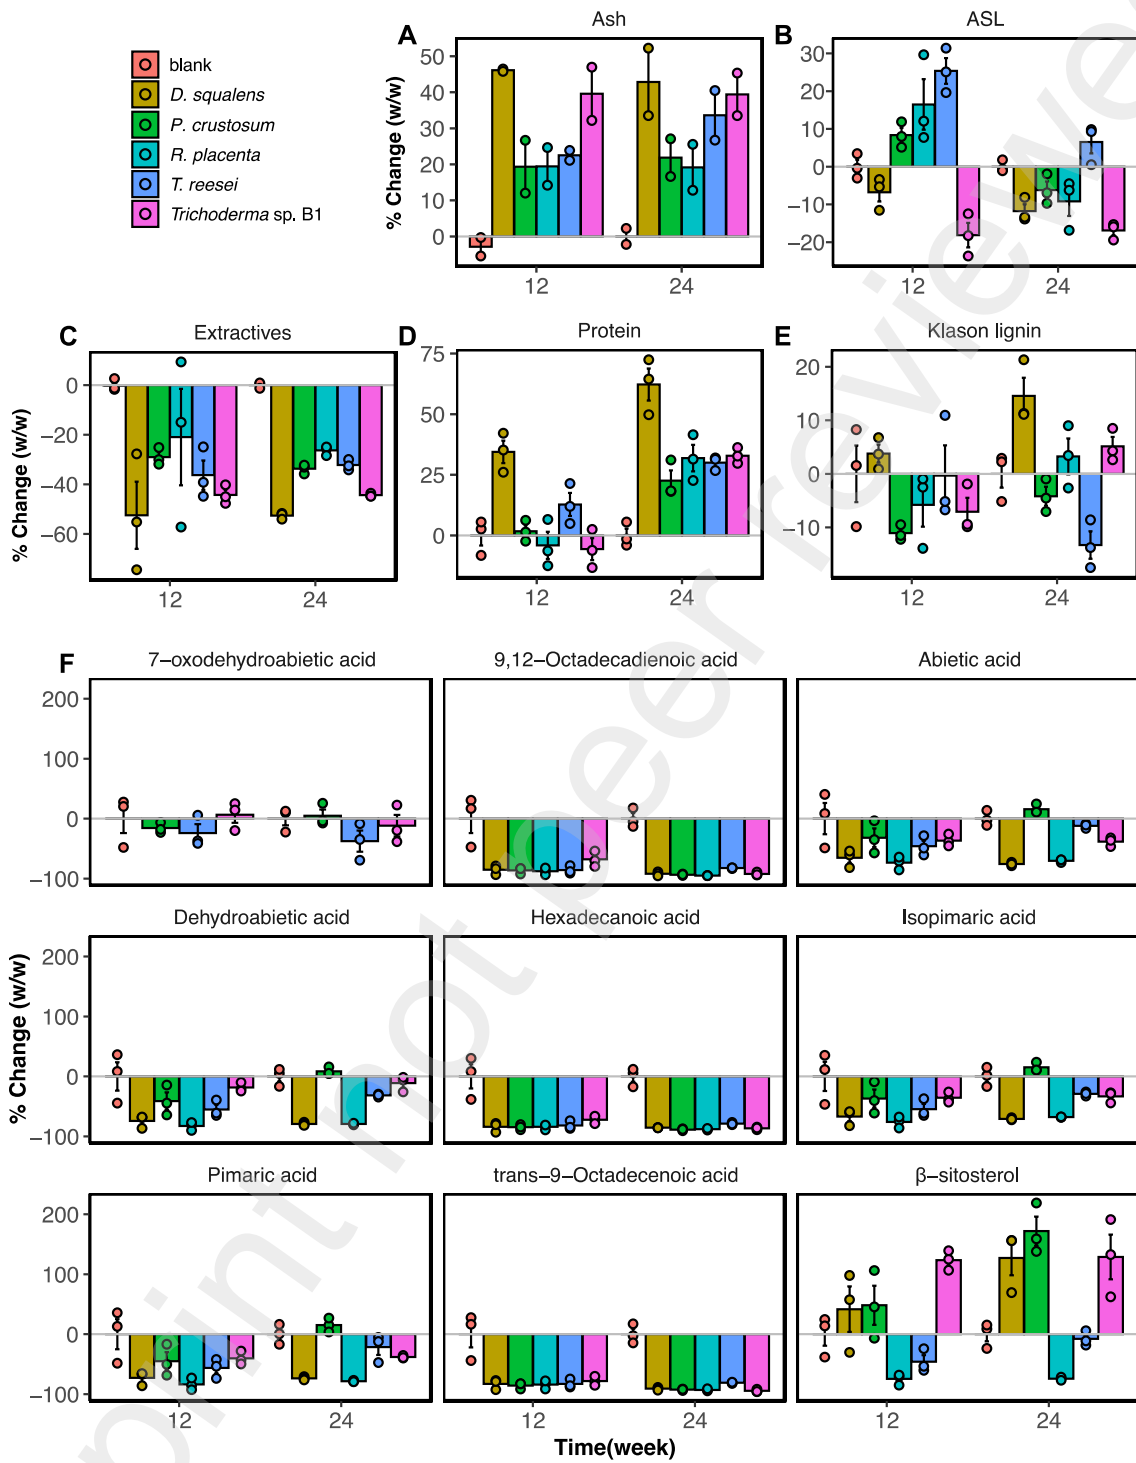 A Ash
B ASL
blank
D. squalens
P. crustosum
R. placenta
T. reesei
Trichoderma sp. B1
% Change (w/w)
50
40
30
20
10
0
12 24
30
20
10
0
−10
−20
12 24
C Extractives
D Protein
E Klason lignin
% Change (w/w)
0
−20
−40
−60
12 24
75
50
25
0
12 24
20
10
0
−10
12 24
F 7−oxodehydroabietic acid
9,12−Octadecadienoic acid
Abietic acid
200
100
0
−100
Dehydroabietic acid
Hexadecanoic acid
Isopimaric acid
% Change (w/w)
200
100
0
−100
Pimaric acid
trans−9−Octadecenoic acid
β−sitosterol
200
100
0
−100
12 24
12 24
12 24
Time(week)
print not peer reviewe